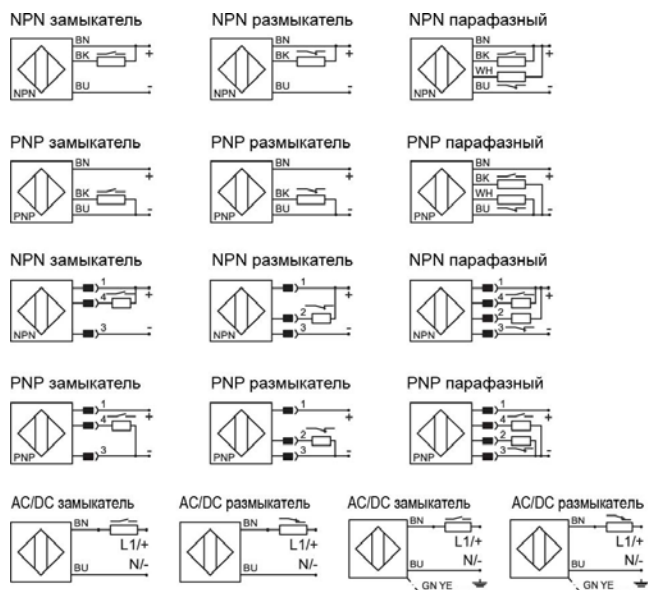 NPN замыкатель
BN
BK
+
BU
-
NPN
NPN размыкатель
BN
BK
+
BU
-
NPN
NPN парафазный
BN
BK
+
WH
BU
-
NPN
PNP замыкатель
BN
+
BK
BU
-
PNP
PNP размыкатель
BN
+
BK
BU
-
PNP
PNP парафазный
BN
+
BK
WH
BU
-
PNP
NPN замыкатель
1
4
+
3
-
NPN
NPN размыкатель
1
+
2
3
-
NPN
NPN парафазный
1
4
+
2
3
-
NPN
PNP замыкатель
1
4
+
3
-
PNP
PNP размыкатель
1
+
2
3
-
PNP
PNP парафазный
1
4
+
2
3
-
PNP
AC/DC замыкатель
BN
L1/+
N/-
BU
AC/DC размыкатель
BN
L1/+
N/-
BU
AC/DC замыкатель
BN
L1/+
N/-
BU
GN YE
AC/DC размыкатель
BN
L1/+
N/-
BU
GN YE